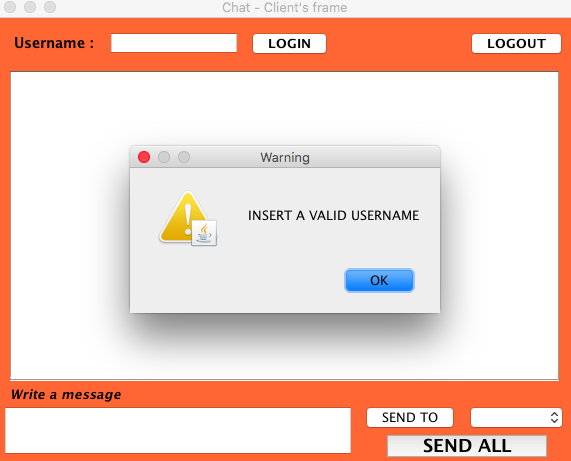 Chat - Client's frame
Username :
LOGIN
LOGOUT
Warning
INSERT A VALID USERNAME
OK
Write a message
SEND TO
SEND ALL